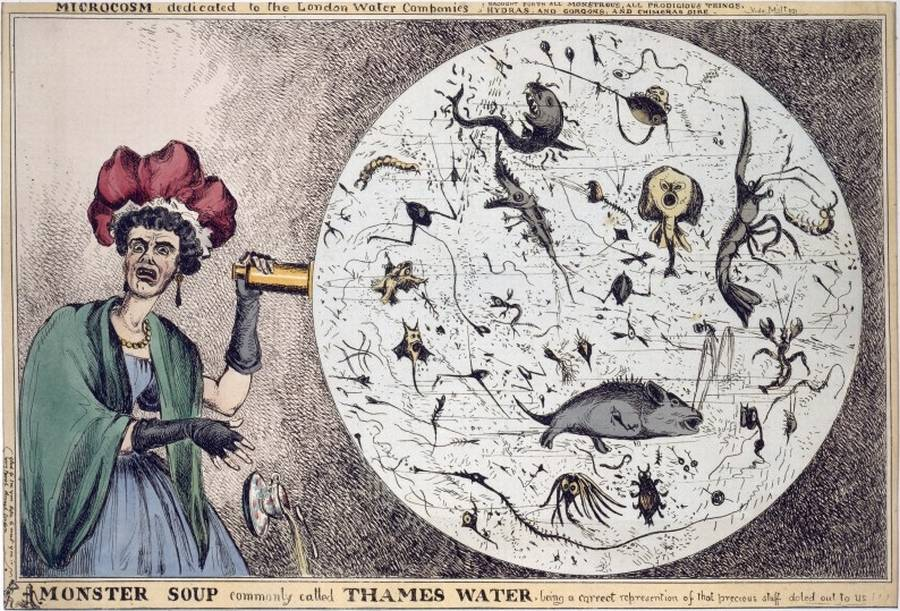 MICROCOSM dedicated to the London Water Companies
BROUGHT FORTH ALL MONSTROUS, ALL PRODIGIOUS THINGS,
HYDRAS, AND GORGONS, AND CHIMERAS DIRE. Vide Milton
MONSTER SOUP commonly called THAMES WATER, being a correct representation of that precious stuff doled out to us!!!